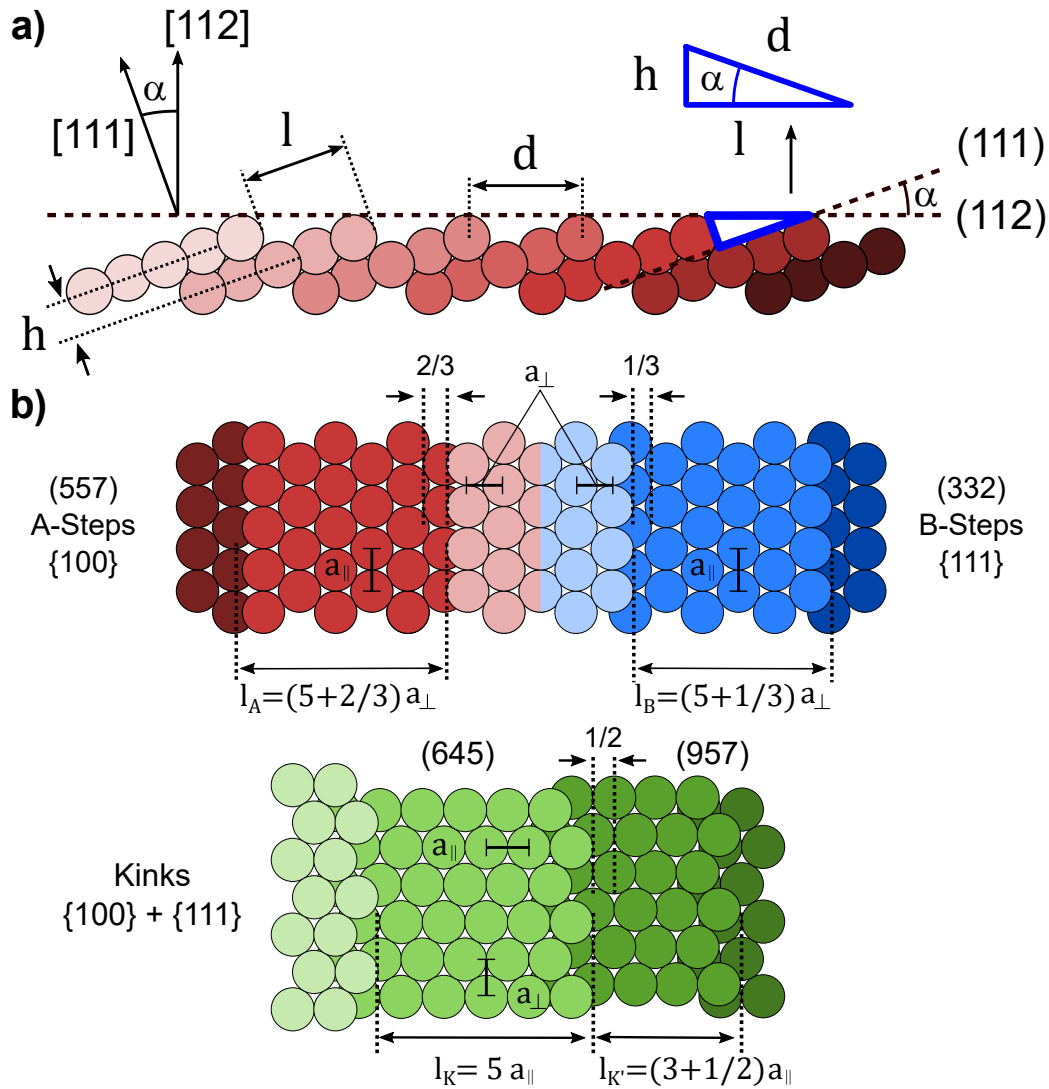 a)
[112]
α
[111]
l
d
h
d
α
l
(111)
α
(112)
h
b)
2/3
a⊥
1/3
(557)
A-Steps
{100}
a∥
a∥
(332)
B-Steps
{111}
l_A=(5+2/3) a⊥
l_B=(5+1/3) a⊥
1/2
(645)
(957)
a∥
Kinks
{100} + {111}
a⊥
l_K= 5 a∥
l_K'=(3+1/2)a∥